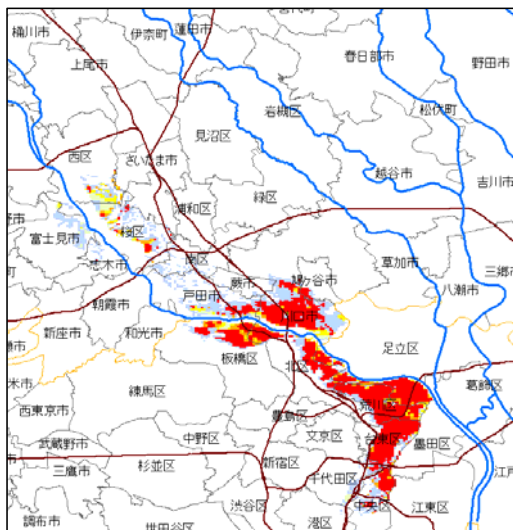 桶川市
伊奈町
蓮田市
春日部市
野田市
上尾市
岩槻区
松伏町
見沼区
西区
さいたま市
越谷市
吉川市
緑区
浦和区
桜区
富士見市
南区
草加市
三郷市
志木市
蕨市
鳩ヶ谷市
八潮市
戸田市
朝霞市
川口市
新座市
和光市
足立区
板橋区
北区
葛飾区
練馬区
西東京市
荒川区
豊島区
文京区
台東区
墨田区
武蔵野市
中野区
三鷹市
杉並区
新宿区
千代田区
渋谷区
中央区
江東区
調布市
世田谷区
港区